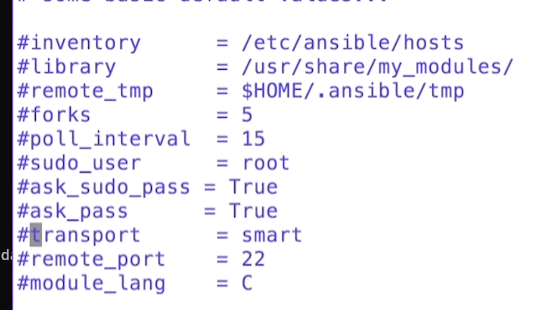 #inventory      = /etc/ansible/hosts
#library        = /usr/share/my_modules/
#remote_tmp     = $HOME/.ansible/tmp
#forks          = 5
#poll_interval  = 15
#sudo_user      = root
#ask_sudo_pass = True
#ask_pass      = True
#transport      = smart
#remote_port    = 22
#module_lang    = C